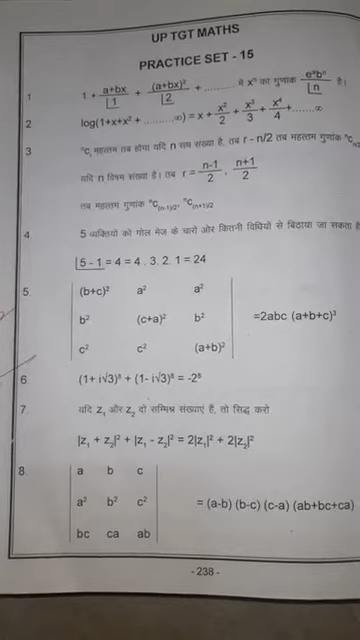 UP TGT MATHS
PRACTICE SET - 15
1 1 + a+bx/⌊1 + (a+bx)²/⌊2 + .......... में xⁿ का गुणांक eᵃbⁿ/⌊n है।
2 log(1+x+x² + ..........∞) = x + x²/2 + x³/3 + x⁴/4 +.......∞
3 ⁿCᵣ महत्तम तब होगा यदि n सम संख्या है, तब r - n/2 तब महत्तम गुणांक ⁿC
यदि n विषम संख्या है। तब r = n-1/2 , n+1/2
तब महत्तम गुणांक ⁿC(n-1)/2, ⁿC(n+1)/2
4 5 व्यक्तियों को गोल मेज के चारो ओर कितनी विधियों से बिठाया जा सकता है
⌊5 - 1 = 4 = 4 . 3. 2. 1 = 24
5. (b+c)² a² a²
b² (c+a)² b² =2abc (a+b+c)³
c² c² (a+b)²
6. (1+ i√3)⁸ + (1- i√3)⁸ = -2⁸
7. यदि z₁ और z₂ दो सम्मिश्र संख्याएं हैं, तो सिद्ध करो
|z₁ + z₂|² + |z₁ - z₂|² = 2|z₁|² + 2|z₂|²
8. a b c
a² b² c² = (a-b) (b-c) (c-a) (ab+bc+ca)
bc ca ab
- 238 -